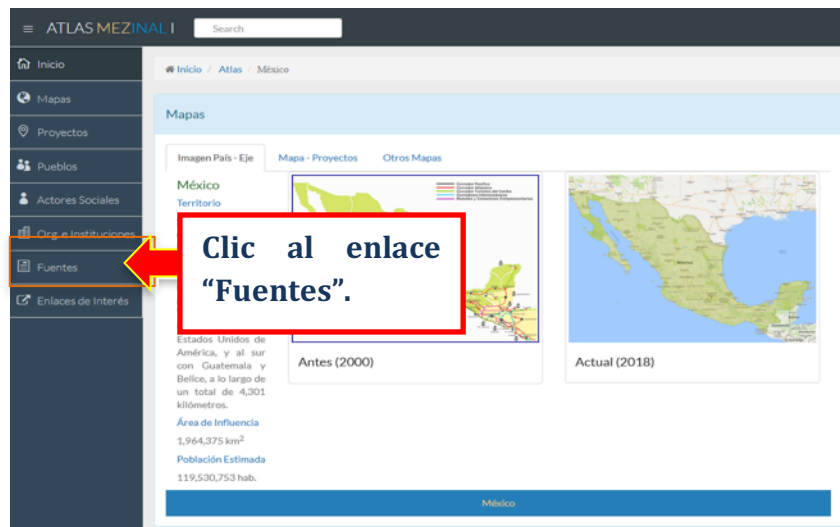 ATLAS MEZINAL I
Search
Inicio
Mapas
Proyectos
Pueblos
Actores Sociales
Org. e Instituciones
Fuentes
Enlaces de Interés
Inicio / Atlas / México
Mapas
Imagen País - Eje
Mapa - Proyectos
Otros Mapas
México
Territorio
Clic al enlace
“Fuentes”.
Estados Unidos de
América, y al sur
con Guatemala y
Belice, a lo largo de
un total de 4,301
kilómetros.
Área de Influencia
1,964,375 km²
Población Estimada
119,530,753 hab.
Antes (2000)
Actual (2018)
México